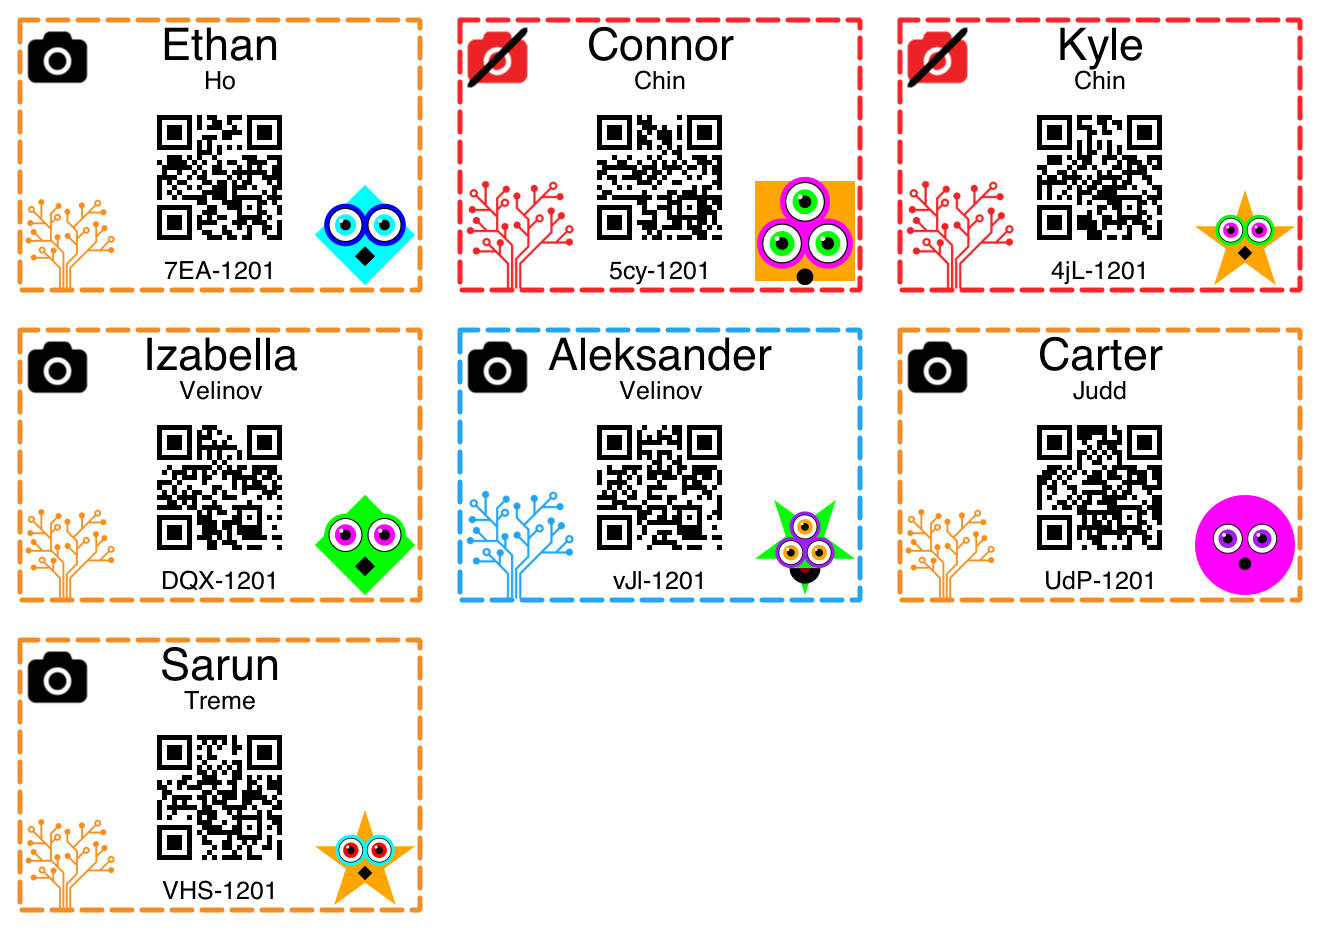 Ethan
Ho
7EA-1201
Connor
Chin
5cy-1201
Kyle
Chin
4jL-1201
Izabella
Velinov
DQX-1201
Aleksander
Velinov
vJl-1201
Carter
Judd
UdP-1201
Sarun
Treme
VHS-1201